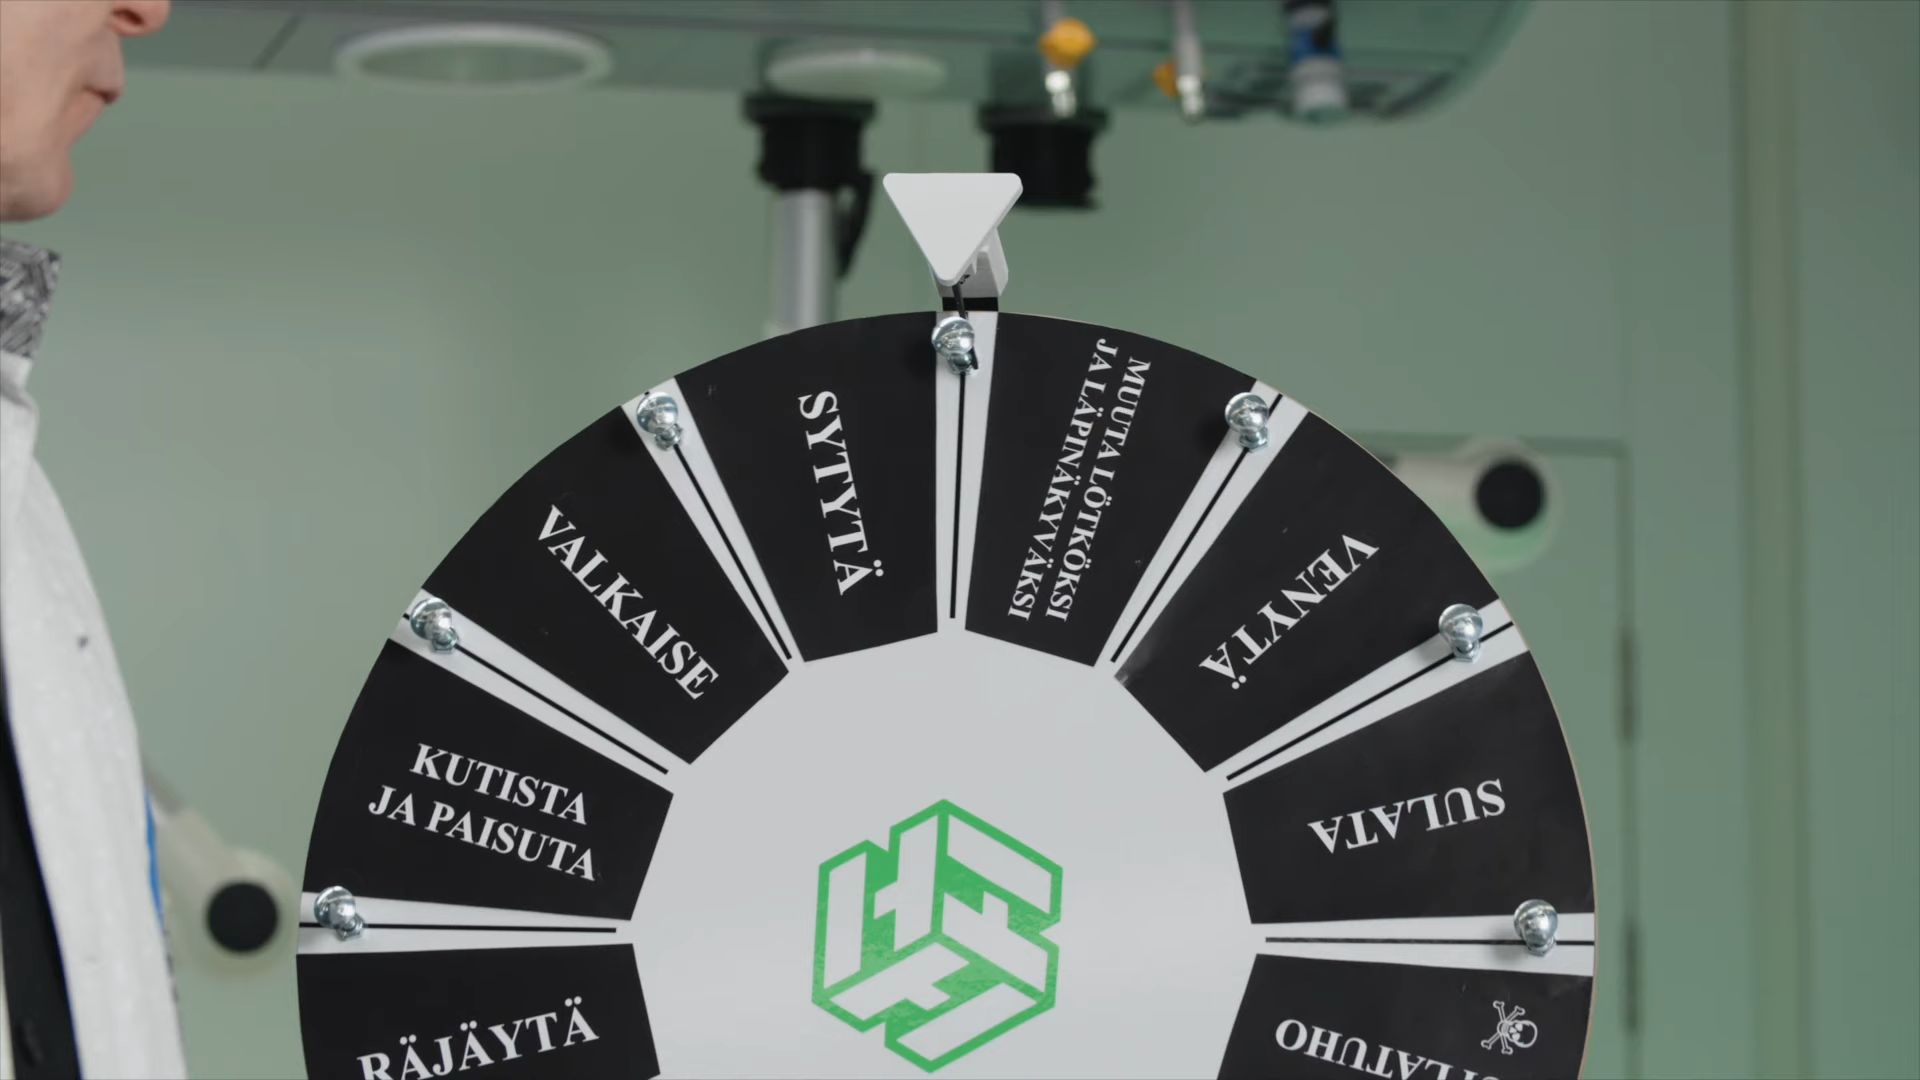 RÄJÄYTÄ
KUTISTA
JA PAISUTA
VALKAISE
SYTYTÄ
MUUTA LÖTKÖKSI
JA LÄPINÄKYVÄKSI
VENYTÄ
SULATA